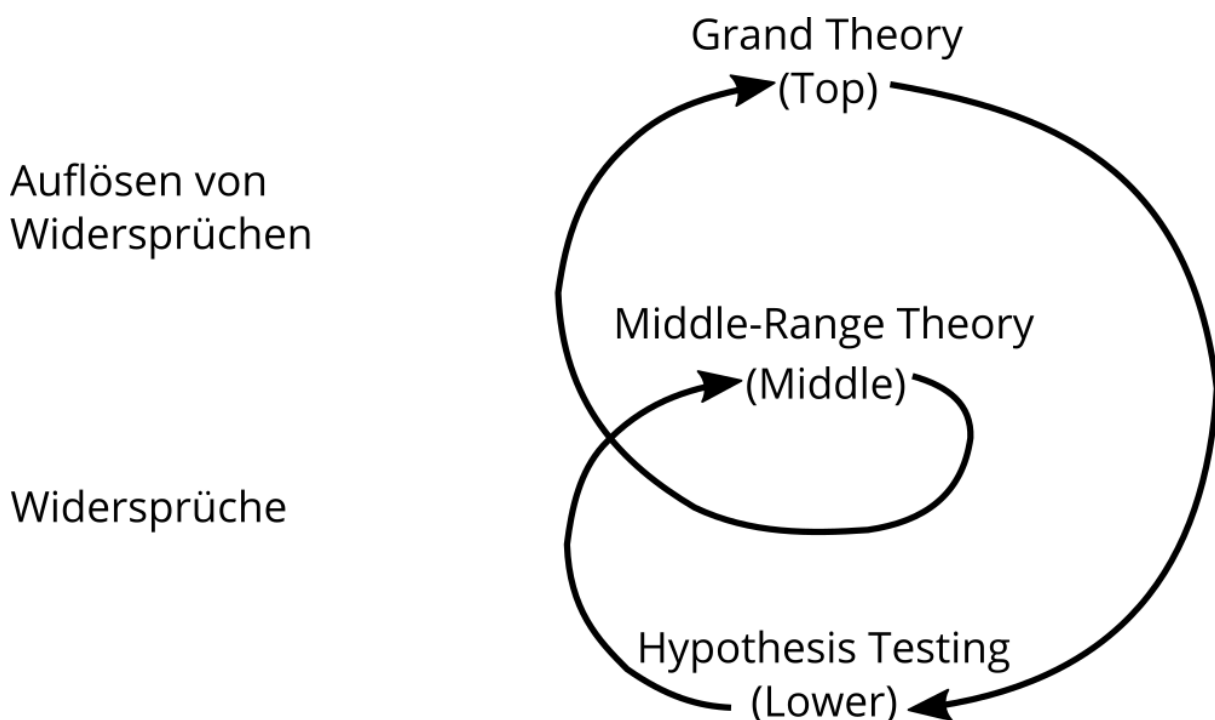 Grand Theory
(Top)
Auflösen von
Widersprüchen
Middle-Range Theory
(Middle)
Widersprüche
Hypothesis Testing
(Lower)